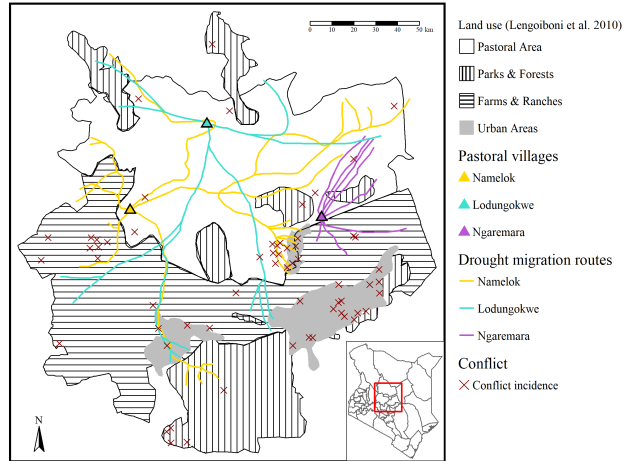 0 10 20 30 40 50 km
N
Land use (Lengoiboni et al. 2010)
Pastoral Area
Parks & Forests
Farms & Ranches
Urban Areas
Pastoral villages
Namelok
Lodungokwe
Ngaremara
Drought migration routes
Namelok
Lodungokwe
Ngaremara
Conflict
Conflict incidence